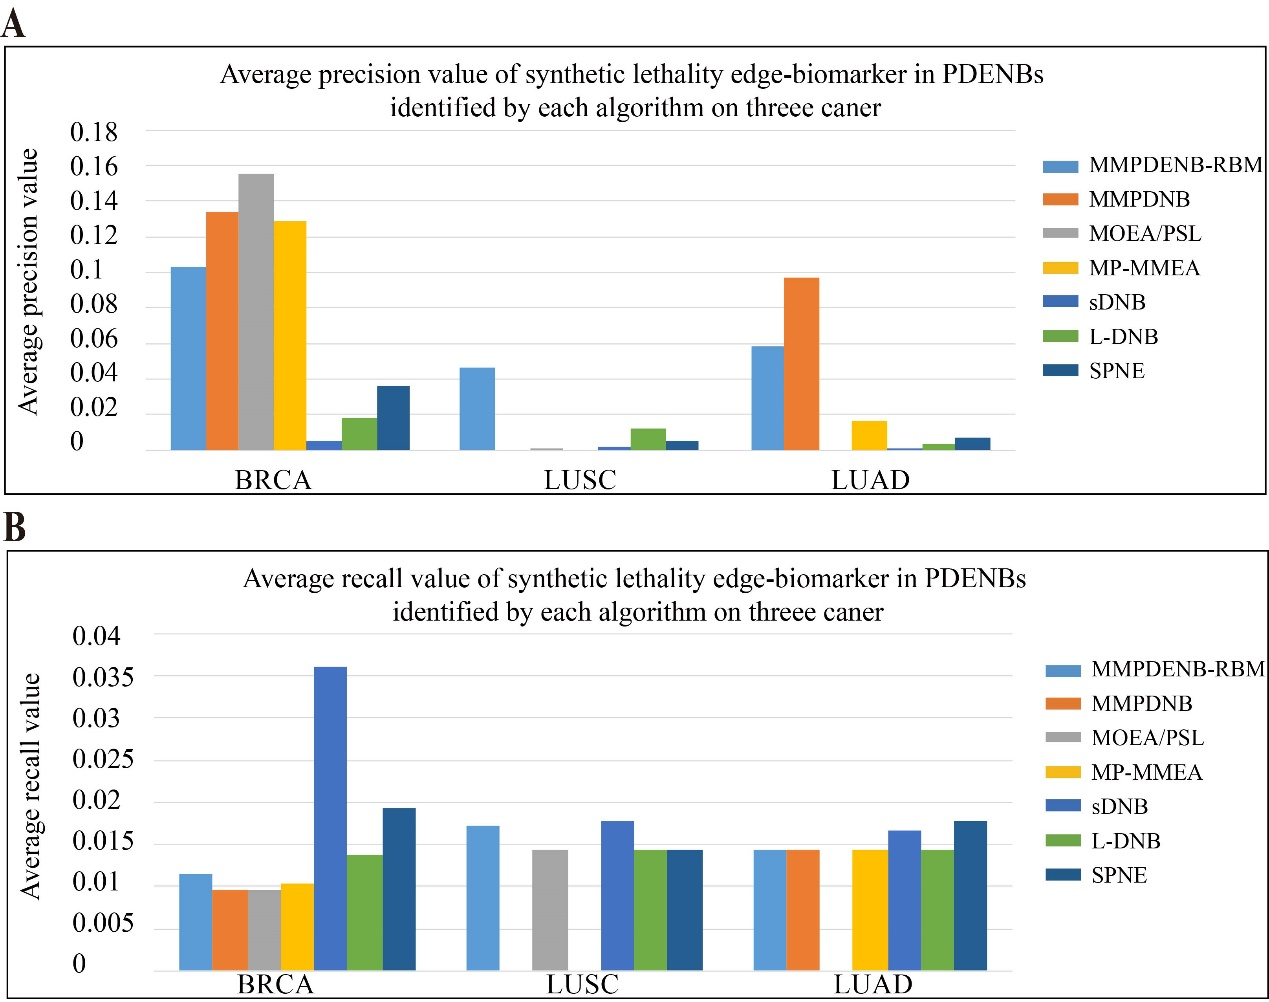 A
Average precision value of synthetic lethality edge-biomarker in PDENBs
identified by each algorithm on threee caner
Average precision value
0.18
0.16
0.14
0.12
0.1
0.08
0.06
0.04
0.02
0
BRCA
LUSC
LUAD
MMPDENB-RBM
MMPDNB
MOEA/PSL
MP-MMEA
sDNB
L-DNB
SPNE
B
Average recall value of synthetic lethality edge-biomarker in PDENBs
identified by each algorithm on threee caner
Average recall value
0.04
0.035
0.03
0.025
0.02
0.015
0.01
0.005
0
BRCA
LUSC
LUAD
MMPDENB-RBM
MMPDNB
MOEA/PSL
MP-MMEA
sDNB
L-DNB
SPNE